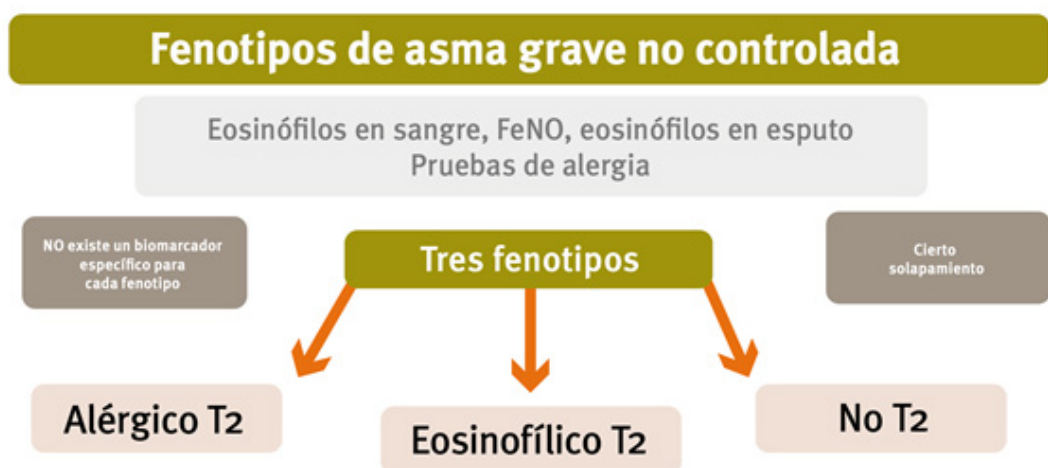 Fenotipos de asma grave no controlada
Eosinófilos en sangre, FeNO, eosinófilos en esputo
Pruebas de alergia
NO existe un biomarcador
específico para
cada fenotipo
Tres fenotipos
Cierto
solapamiento
Alérgico T2
Eosinofílico T2
No T2